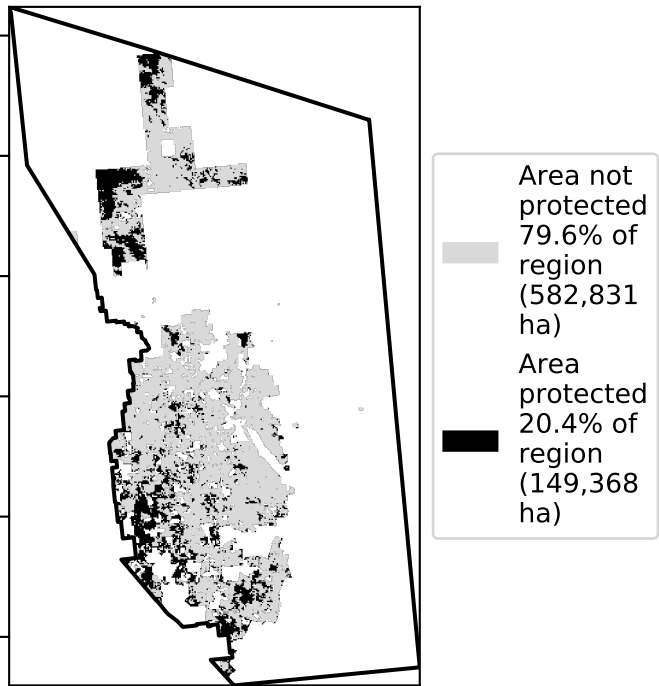 Area not
protected
79.6% of
region
(582,831
ha)
Area
protected
20.4% of
region
(149,368
ha)